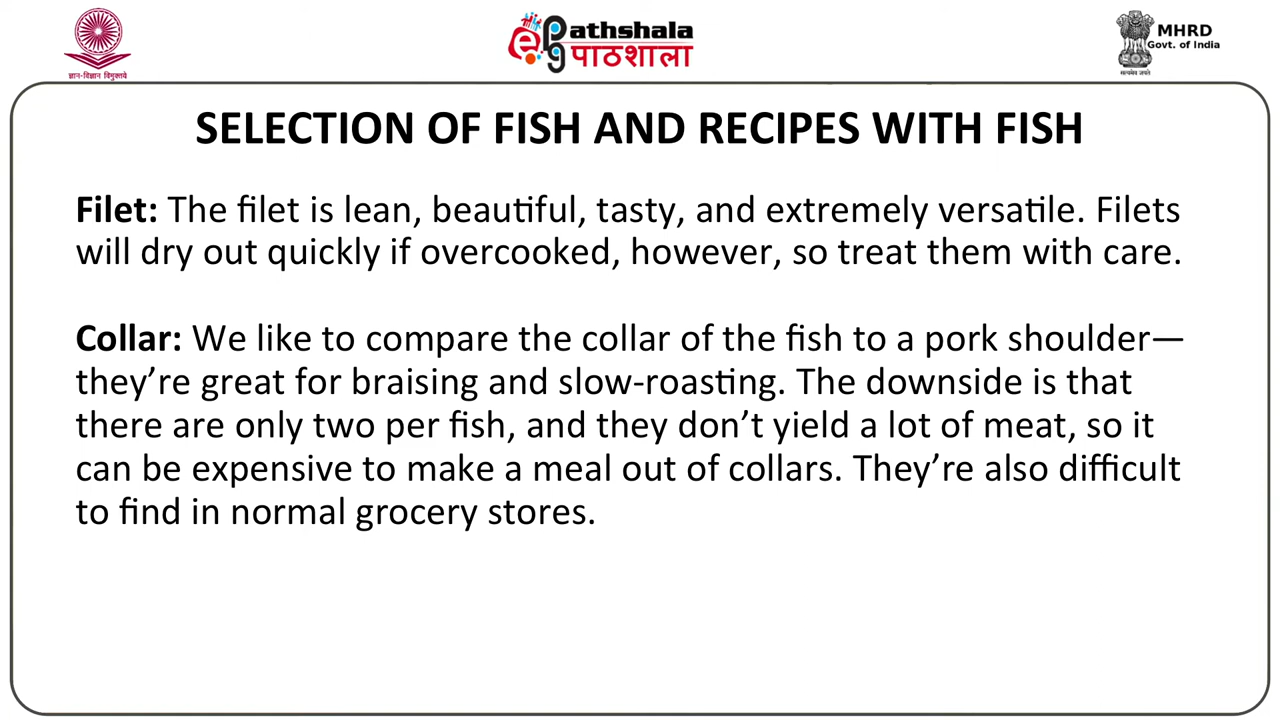 ज्ञान-विज्ञान विमुक्तये
ePG athshala
पाठशाला
MHRD
Govt. of India
सत्यमेव जयते
SELECTION OF FISH AND RECIPES WITH FISH
Filet: The filet is lean, beautiful, tasty, and extremely versatile. Filets
will dry out quickly if overcooked, however, so treat them with care.
Collar: We like to compare the collar of the fish to a pork shoulder—
they’re great for braising and slow-roasting. The downside is that
there are only two per fish, and they don’t yield a lot of meat, so it
can be expensive to make a meal out of collars. They’re also difficult
to find in normal grocery stores.